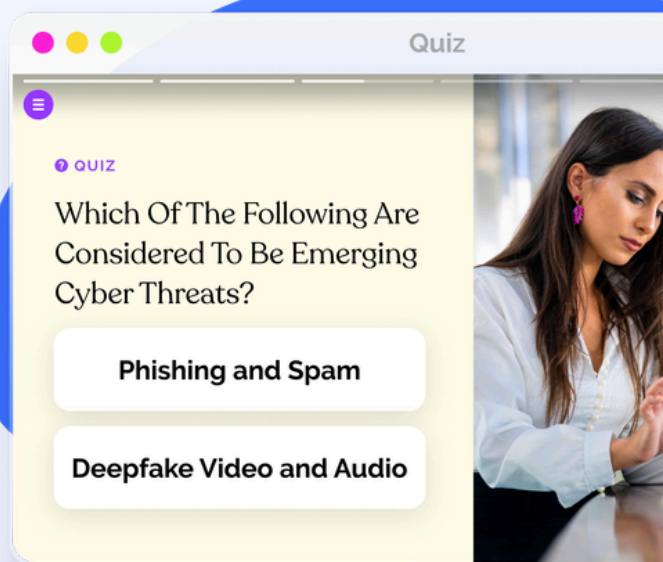 Quiz
QUIZ
Which Of The Following Are
Considered To Be Emerging
Cyber Threats?
Phishing and Spam
Deepfake Video and Audio